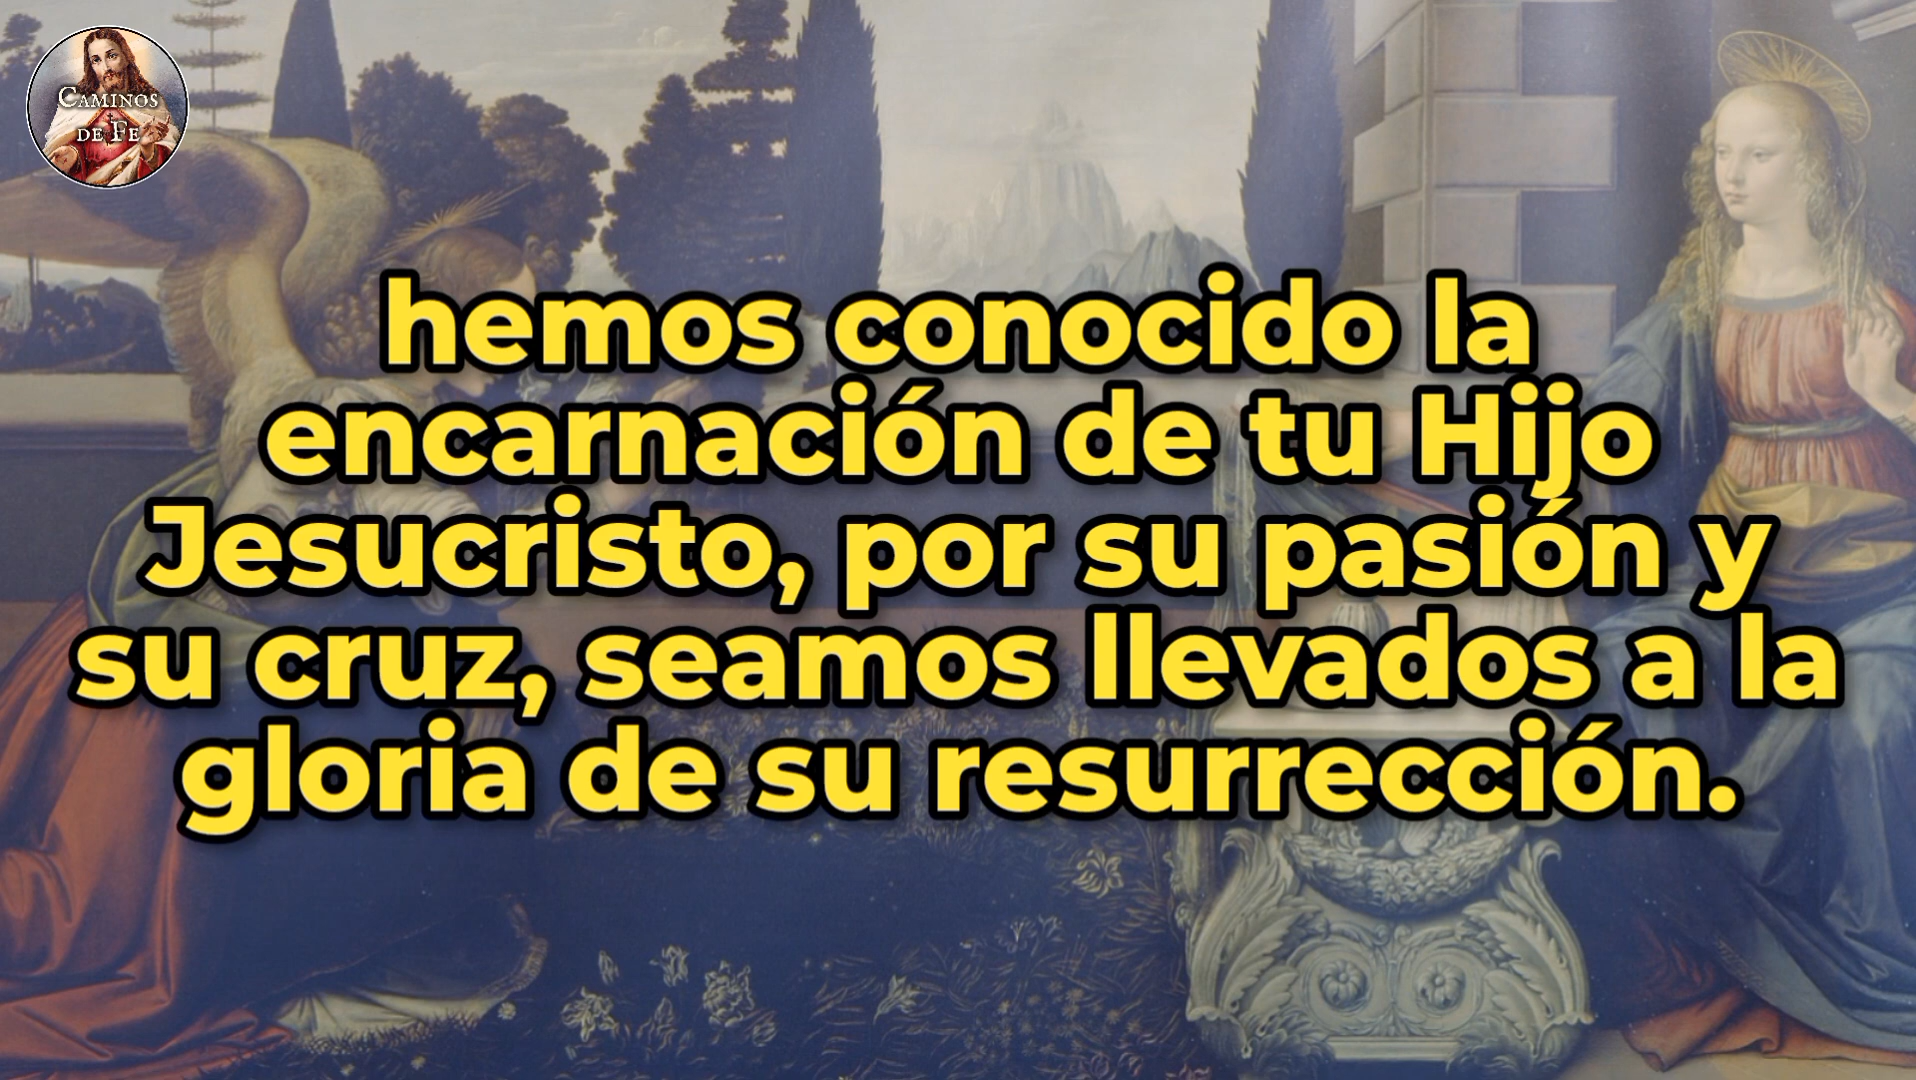 CAMINOS
DE FE
hemos conocido la
encarnación de tu Hijo
Jesucristo, por su pasión y
su cruz, seamos llevados a la
gloria de su resurrección.